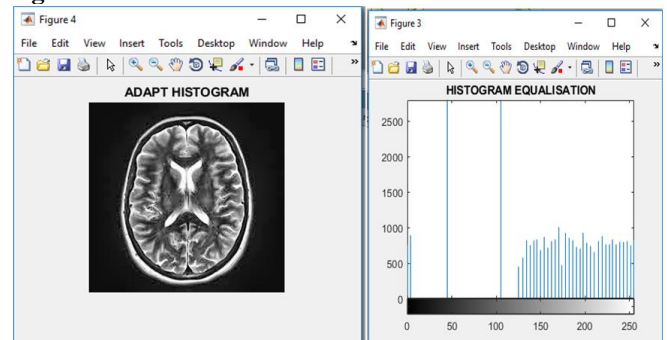 Figure 4
File Edit View Insert Tools Desktop Window Help
ADAPT HISTOGRAM
Figure 3
File Edit View Insert Tools Desktop Window Help
HISTOGRAM EQUALISATION
2500
2000
1500
1000
500
0
0 50 100 150 200 250